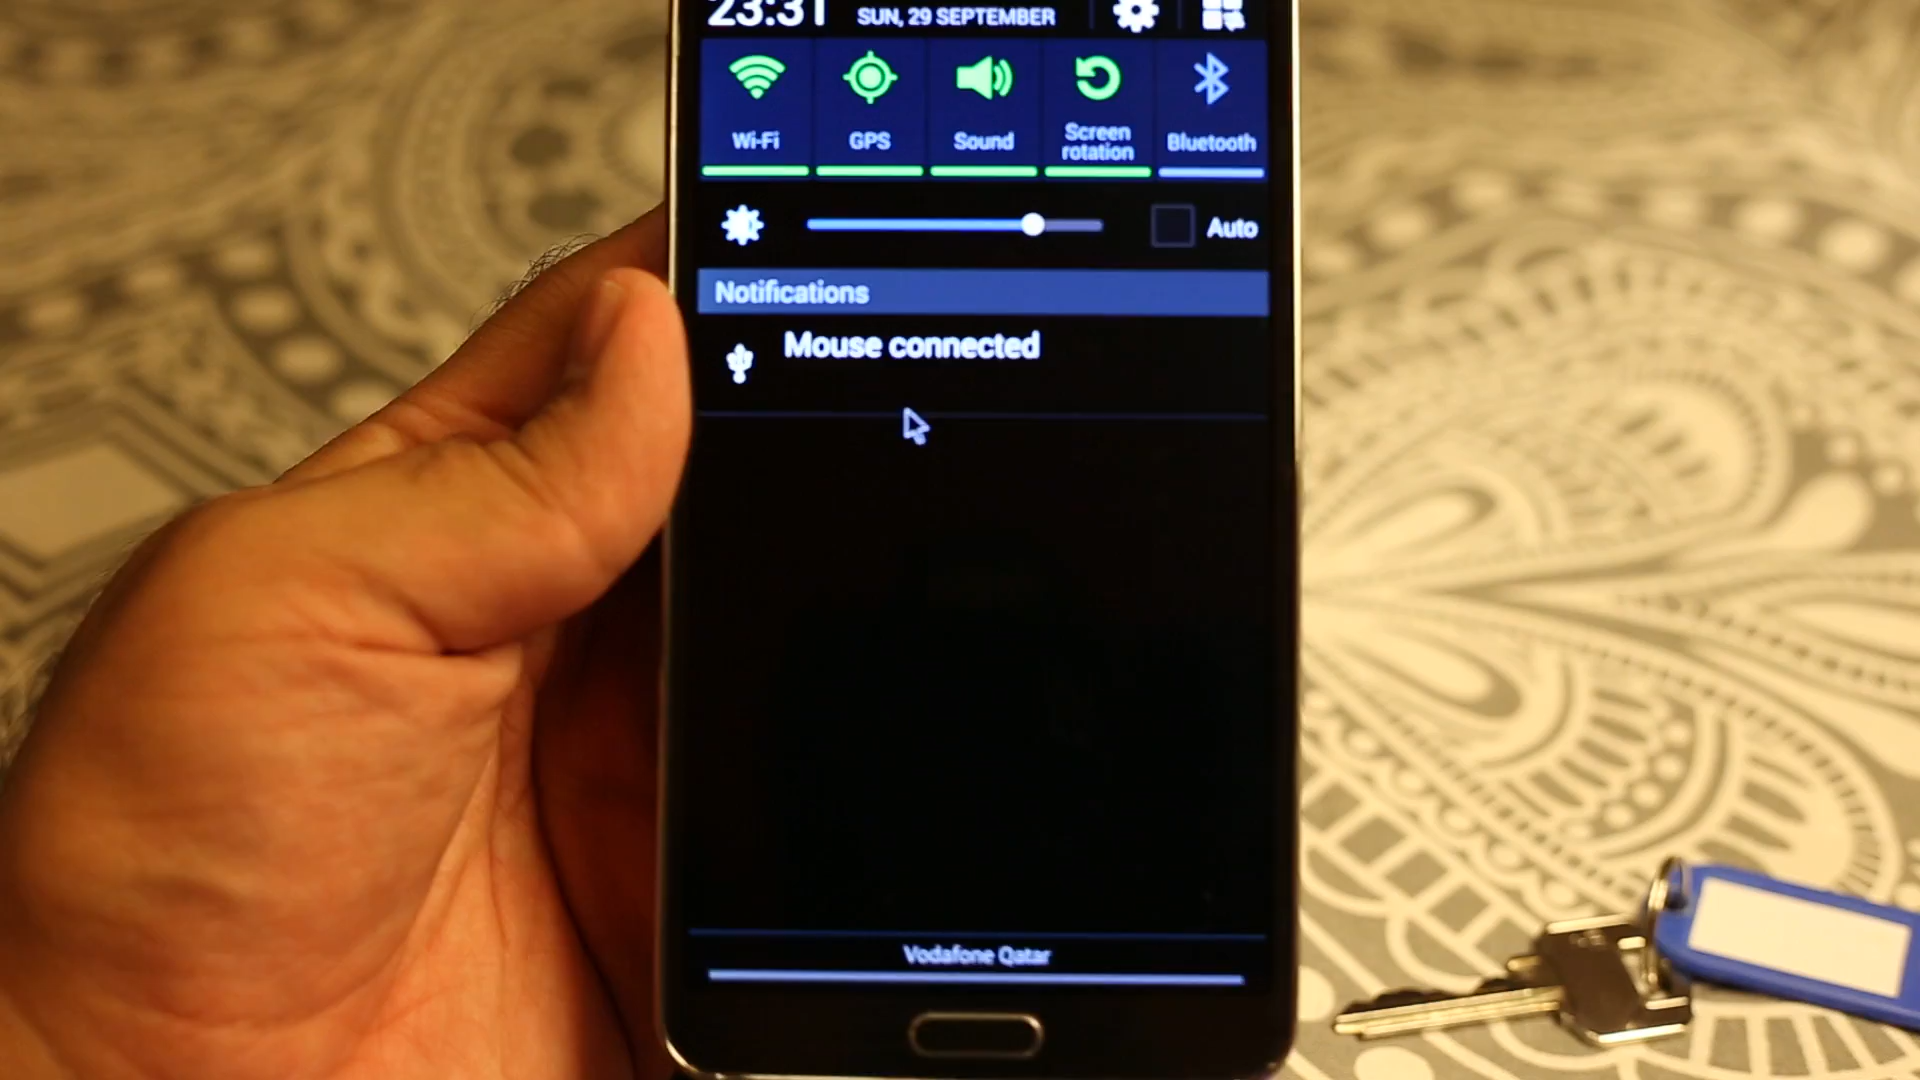 23:31 SUN, 29 SEPTEMBER
Wi-Fi GPS Sound Screen rotation Bluetooth
Auto
Notifications
Mouse connected
Vodafone Qatar